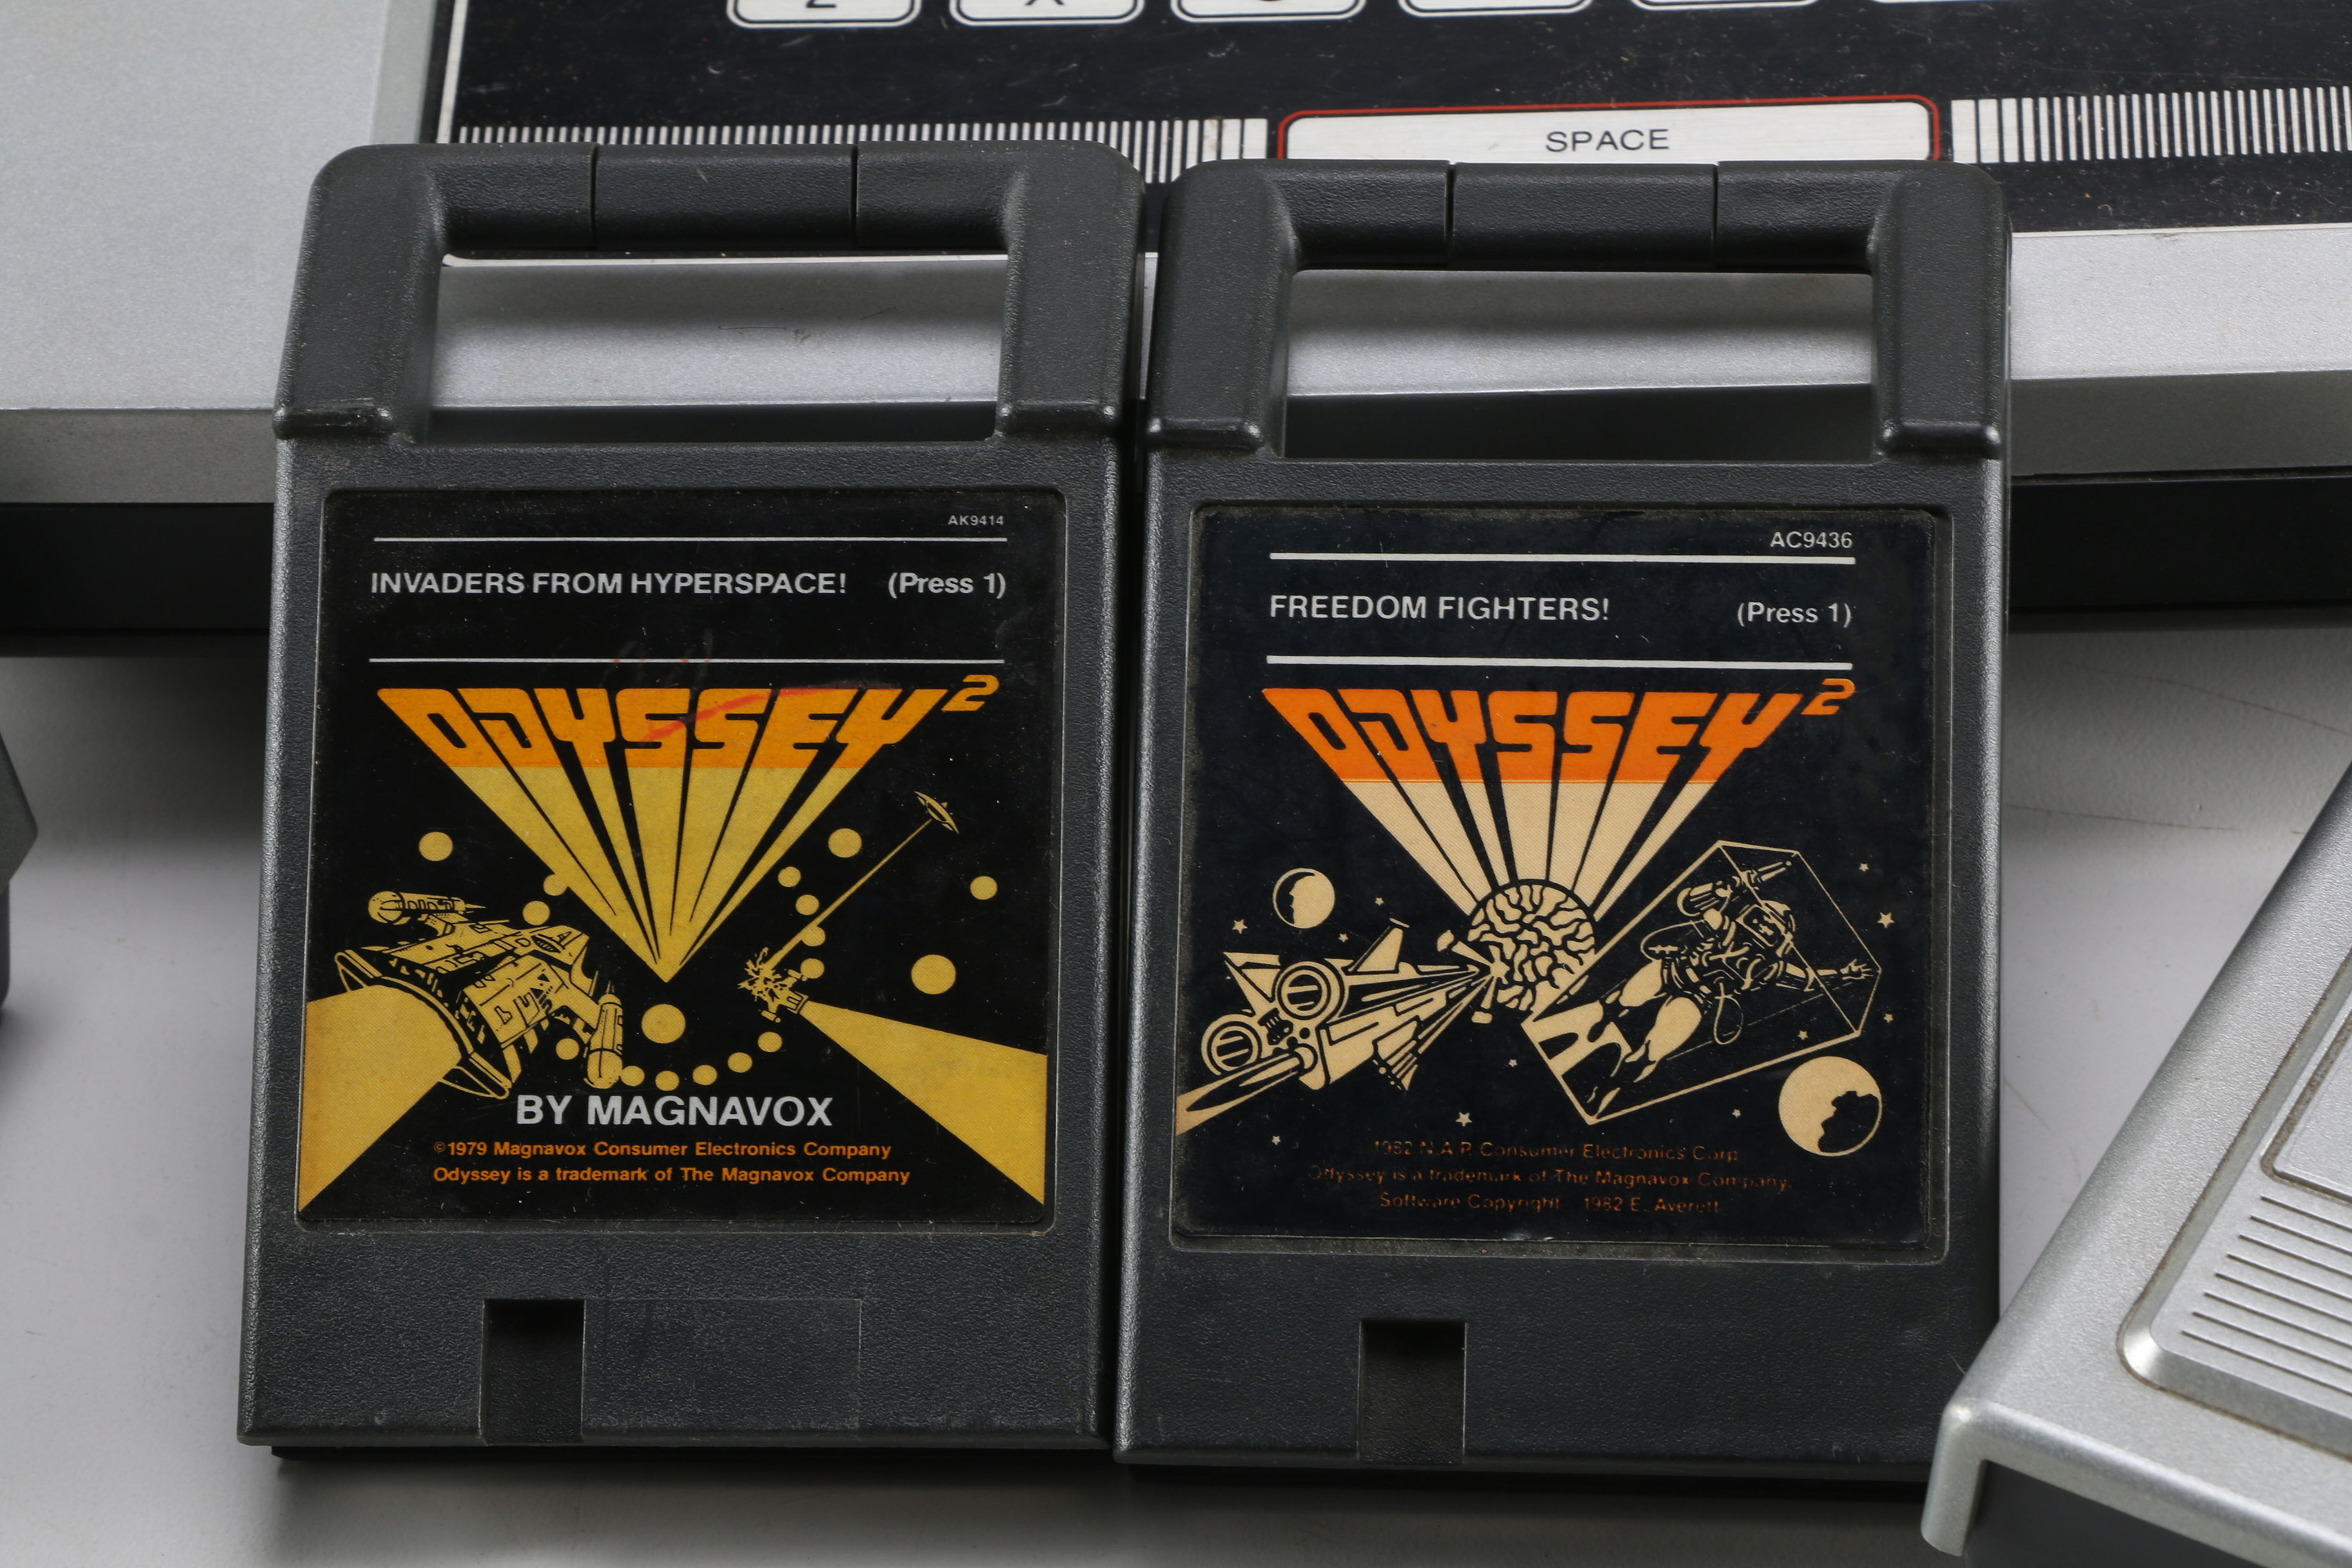 SPACE
AK9414
INVADERS FROM HYPERSPACE! (Press 1)
ODYSSEY²
BY MAGNAVOX
©1979 Magnavox Consumer Electronics Company
Odyssey is a trademark of The Magnavox Company
AC9436
FREEDOM FIGHTERS! (Press 1)
ODYSSEY²
1982 N.A.P. Consumer Electronics Corp
Odyssey is a trademark of The Magnavox Company.
Software Copyright 1982 E. Averett